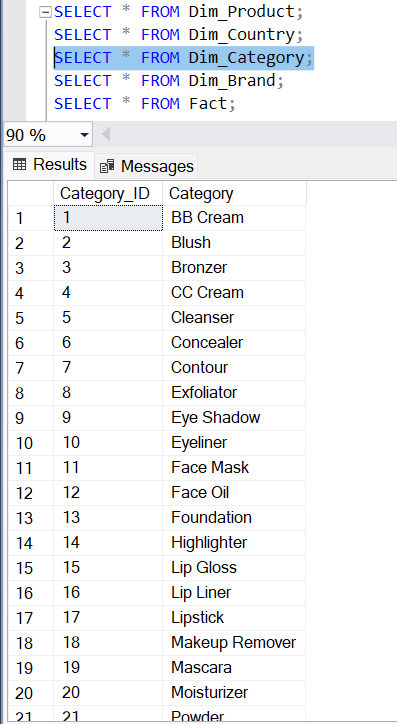 SELECT * FROM Dim_Product;
SELECT * FROM Dim_Country;
SELECT * FROM Dim_Category;
SELECT * FROM Dim_Brand;
SELECT * FROM Fact;
90 %
Results Messages
Category_ID Category
1 1 BB Cream
2 2 Blush
3 3 Bronzer
4 4 CC Cream
5 5 Cleanser
6 6 Concealer
7 7 Contour
8 8 Exfoliator
9 9 Eye Shadow
10 10 Eyeliner
11 11 Face Mask
12 12 Face Oil
13 13 Foundation
14 14 Highlighter
15 15 Lip Gloss
16 16 Lip Liner
17 17 Lipstick
18 18 Makeup Remover
19 19 Mascara
20 20 Moisturizer
21 21 Powder